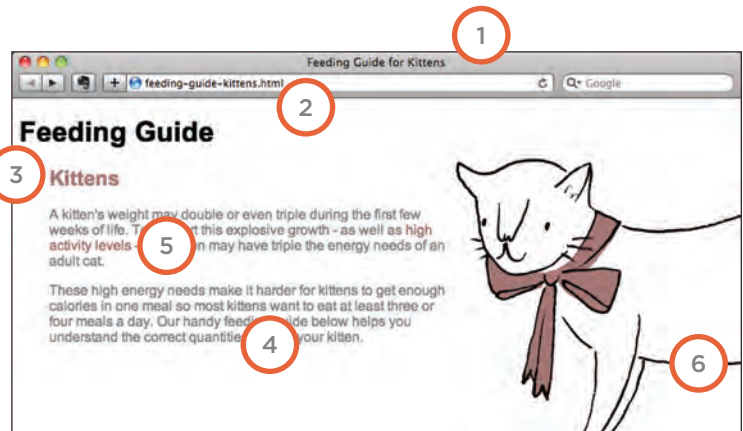 1
Feeding Guide for Kittens
feeding-guide-kittens.html
Google
2
Feeding Guide
3
Kittens
A kitten's weight may double or even triple during the first few
weeks of life. To this explosive growth - as well as high
activity levels - may have triple the energy needs of an
5
adult cat.
These high energy needs make it harder for kittens to get enough
calories in one meal so most kittens want to eat at least three or
four meals a day. Our handy below helps you
understand the correct your kitten.
4
6